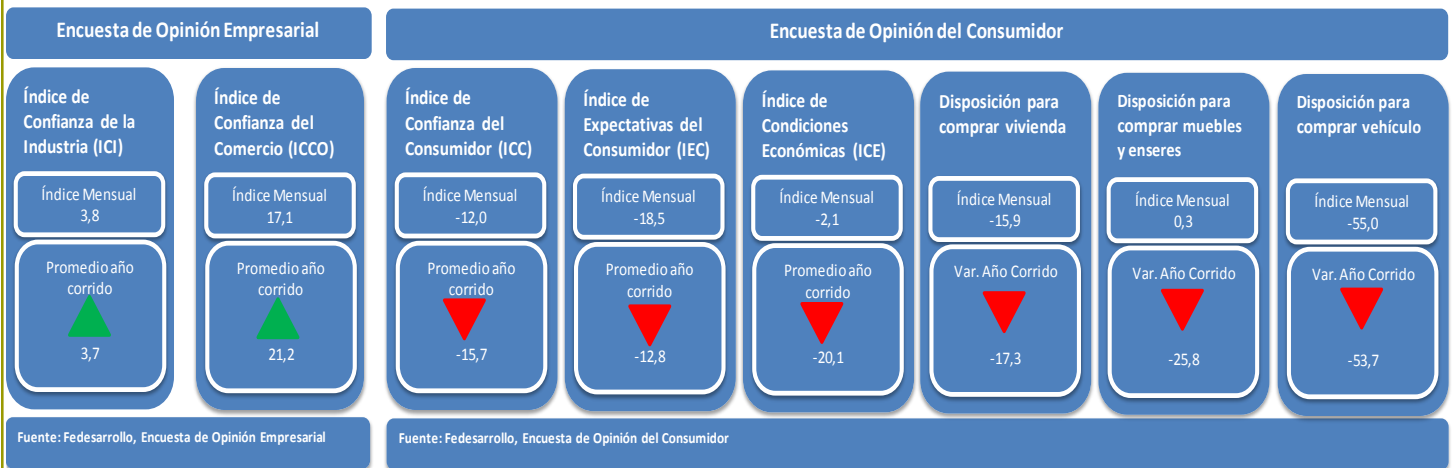 Encuesta de Opinión Empresarial
Encuesta de Opinión del Consumidor
Índice de
Confianza de la
Industria (ICI)
Índice Mensual
3,8
Promedio año
corrido
3,7
Índice de
Confianza del
Comercio (ICCO)
Índice Mensual
17,1
Promedio año
corrido
21,2
Índice de
Confianza del
Consumidor (ICC)
Índice Mensual
-12,0
Promedio año
corrido
-15,7
Índice de
Expectativas del
Consumidor (IEC)
Índice Mensual
-18,5
Promedio año
corrido
-12,8
Índice de
Condiciones
Económicas (ICE)
Índice Mensual
-2,1
Promedio año
corrido
-20,1
Disposición para
comprar vivienda
Índice Mensual
-15,9
Var. Año Corrido
-17,3
Disposición para
comprar muebles
y enseres
Índice Mensual
0,3
Var. Año Corrido
-25,8
Disposición para
comprar vehículo
Índice Mensual
-55,0
Var. Año Corrido
-53,7
Fuente: Fedesarrollo, Encuesta de Opinión Empresarial
Fuente: Fedesarrollo, Encuesta de Opinión del Consumidor